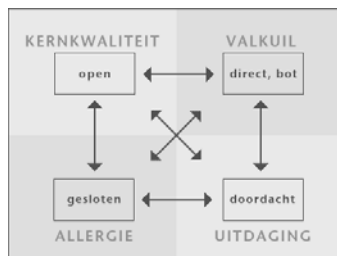 KERNKWALITEIT VALKUIL
open direct, bot
gesloten doordacht
ALLERGIE UITDAGING